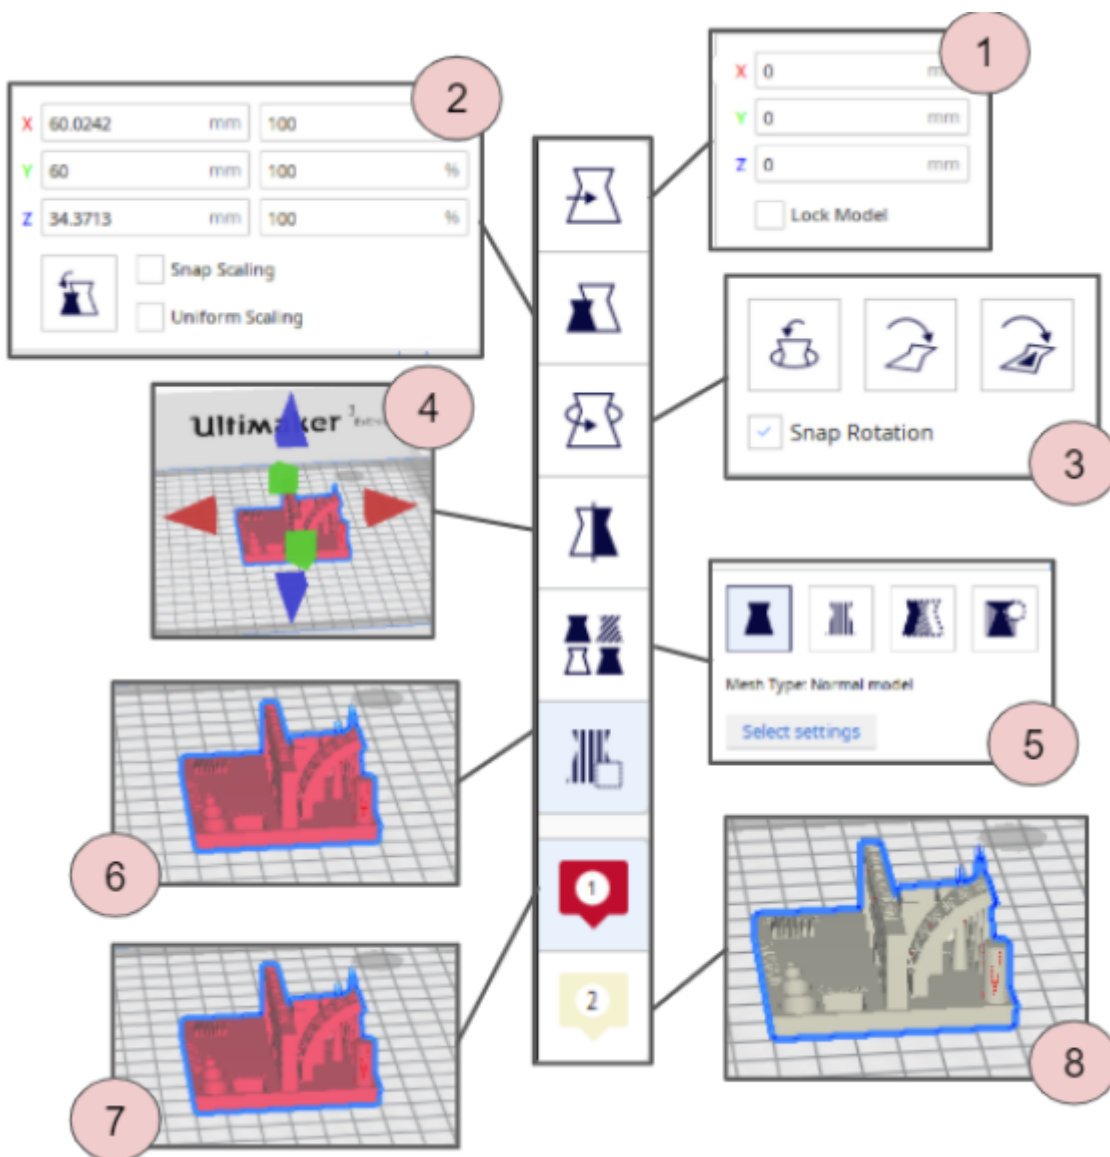 1
X 0 mm
Y 0 mm
Z 0 mm
Lock Model
2
X 60.0242 mm 100
Y 60 mm 100 %
Z 34.3713 mm 100 %
Snap Scaling
Uniform Scaling
3
Snap Rotation
4
Ultimaker
5
Mesh Type: Normal model
Select settings
6
1
7
2
8